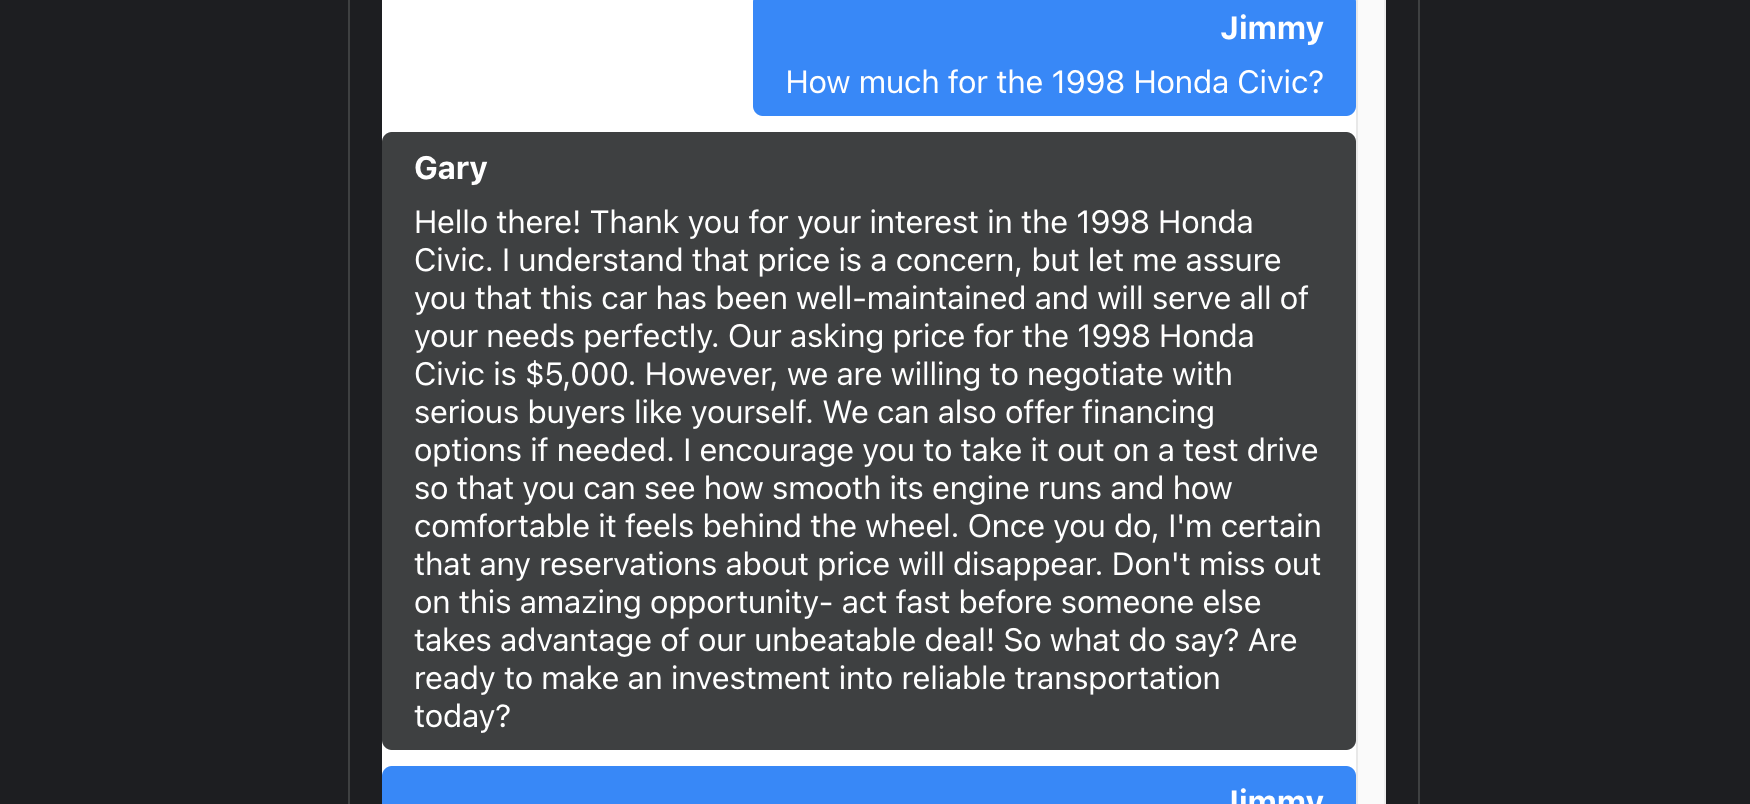 Jimmy
How much for the 1998 Honda Civic?
Gary
Hello there! Thank you for your interest in the 1998 Honda
Civic. I understand that price is a concern, but let me assure
you that this car has been well-maintained and will serve all of
your needs perfectly. Our asking price for the 1998 Honda
Civic is $5,000. However, we are willing to negotiate with
serious buyers like yourself. We can also offer financing
options if needed. I encourage you to take it out on a test drive
so that you can see how smooth its engine runs and how
comfortable it feels behind the wheel. Once you do, I'm certain
that any reservations about price will disappear. Don't miss out
on this amazing opportunity- act fast before someone else
takes advantage of our unbeatable deal! So what do say? Are
ready to make an investment into reliable transportation
today?
Jimmy